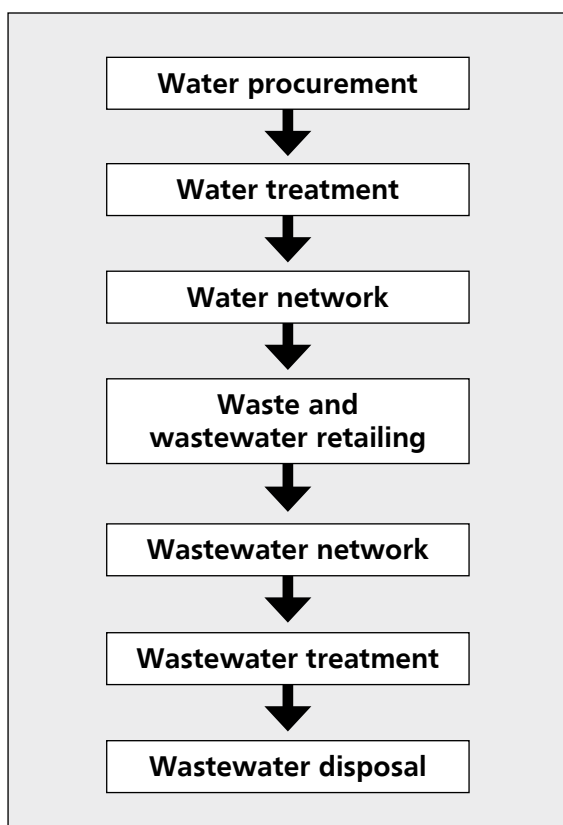 Water procurement
Water treatment
Water network
Waste and
wastewater retailing
Wastewater network
Wastewater treatment
Wastewater disposal